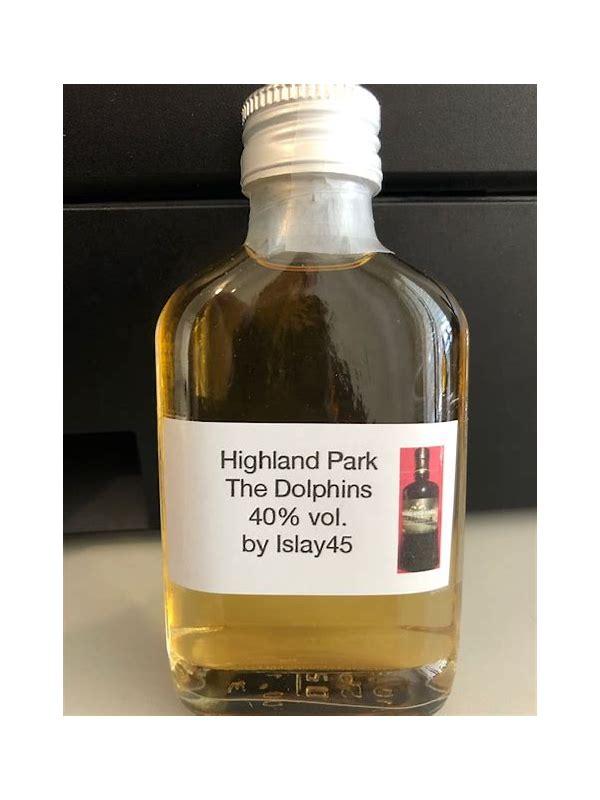 Highland Park
The Dolphins
40% vol.
by Islay45